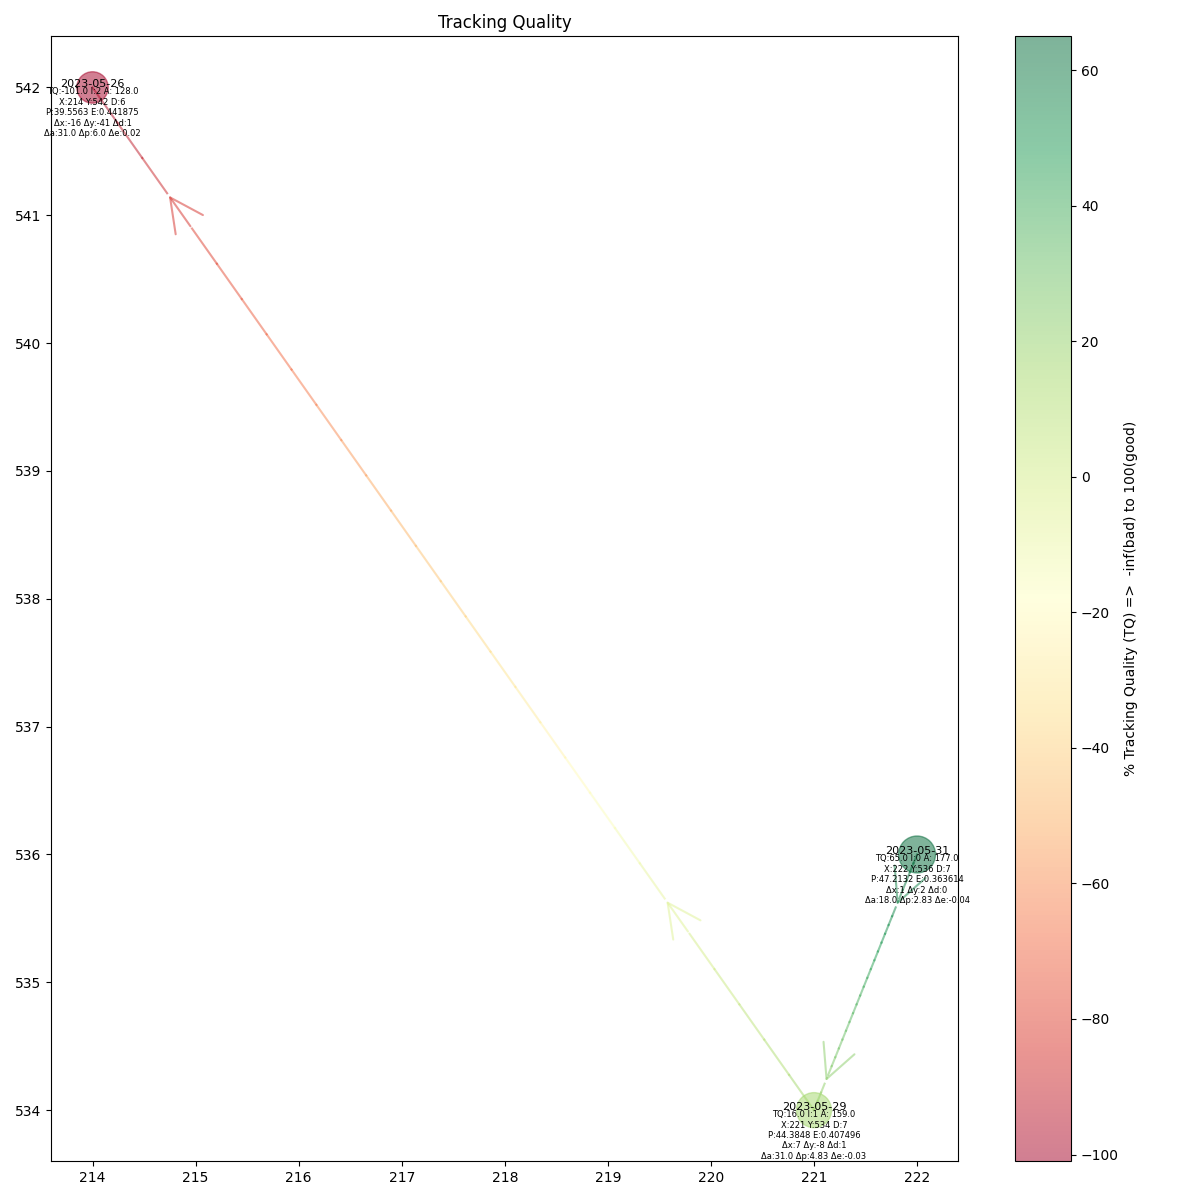 Tracking Quality
2023-05-26
TQ:-101.0 I:2 A: 128.0
X:214 Y:542 D:6
P:39.5563 E:0.441875
Δx:-16 Δy:-41 Δd:1
Δa:31.0 Δp:6.0 Δe:0.02
2023-05-31
TQ:65.0 I:0 A: 177.0
X:222 Y:536 D:7
P:47.2132 E:0.363614
Δx:1 Δy:2 Δd:0
Δa:18.0 Δp:2.83 Δe:-0.04
2023-05-29
TQ:16.0 I:1 A: 159.0
X:221 Y:534 D:7
P:44.3848 E:0.407496
Δx:7 Δy:-8 Δd:1
Δa:31.0 Δp:4.83 Δe:-0.03
542
541
540
539
538
537
536
535
534
214 215 216 217 218 219 220 221 222
60
40
20
0
−20
−40
−60
−80
−100
% Tracking Quality (TQ) => -inf(bad) to 100(good)